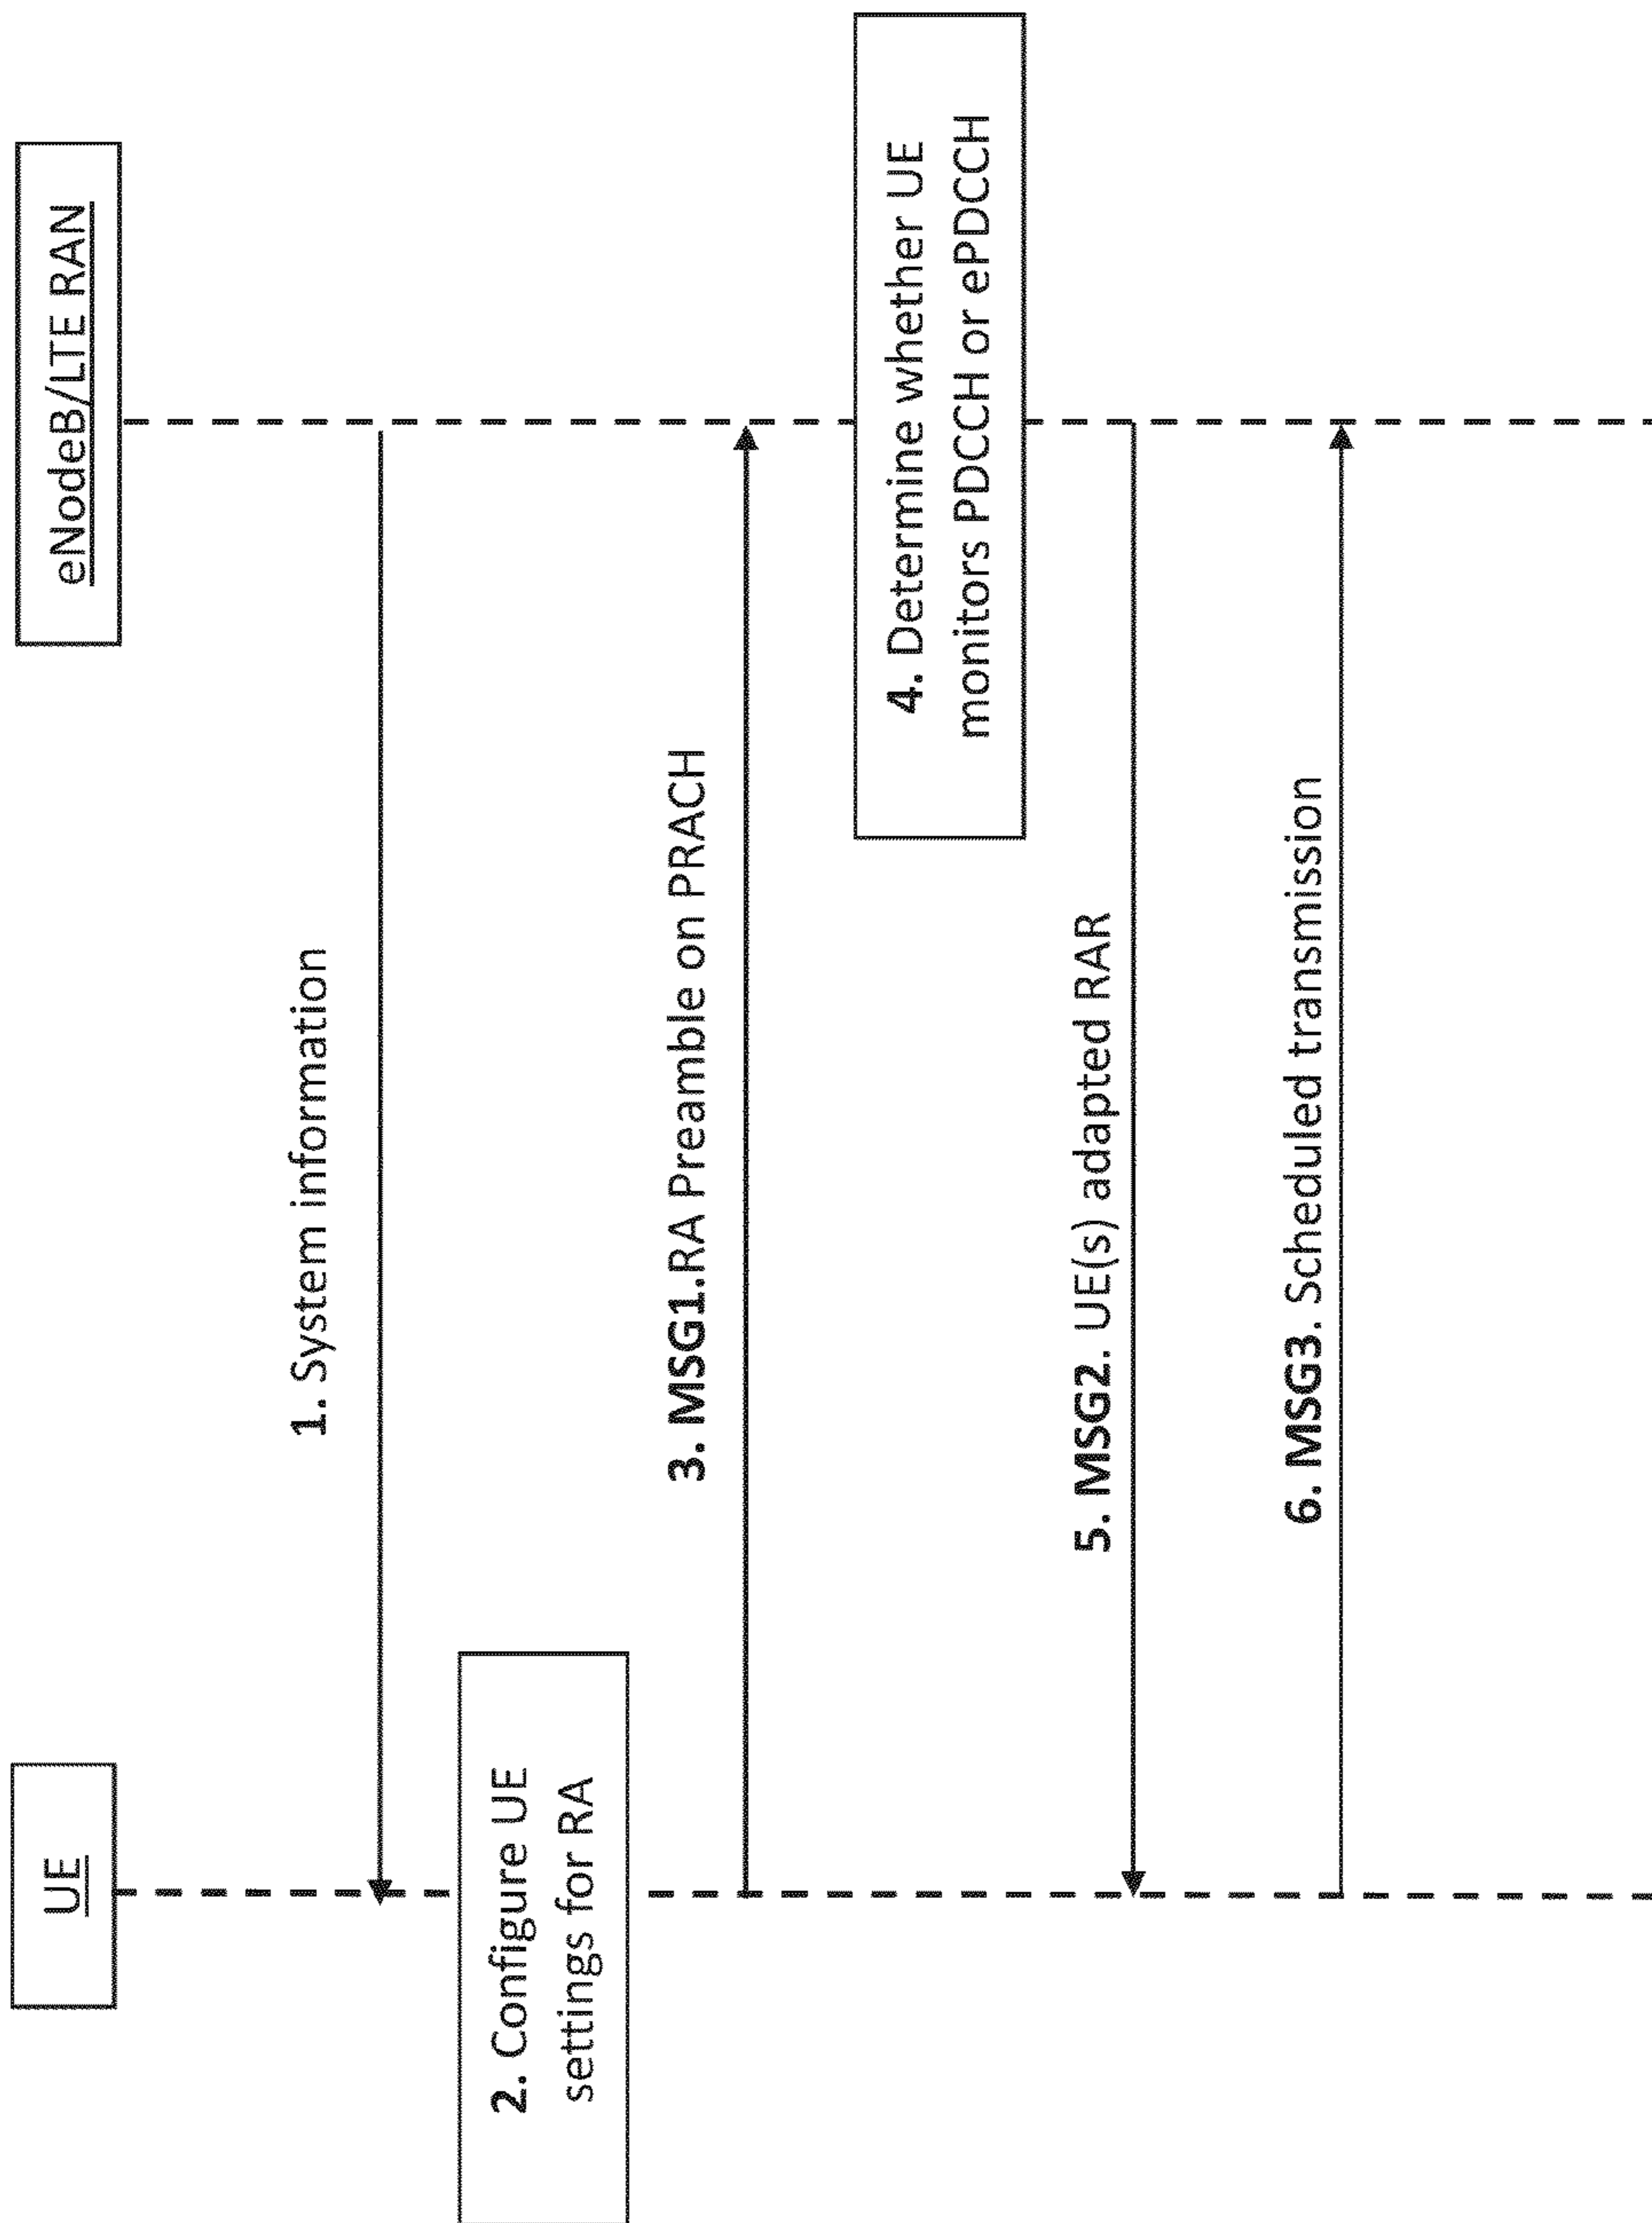 UE
eNodeB/LTE RAN
1. System information
2. Configure UE
settings for RA
3. MSG1.RA Preamble on PRACH
4. Determine whether UE
monitors PDCCH or ePDCCH
5. MSG2. UE(s) adapted RAR
6. MSG3. Scheduled transmission